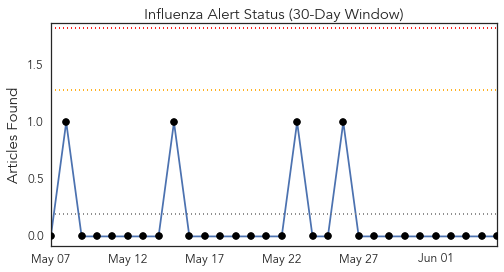 Influenza Alert Status (30-Day Window)
Articles Found
1.5
1.0
0.5
0.0
May 07
May 12
May 17
May 22
May 27
Jun 01